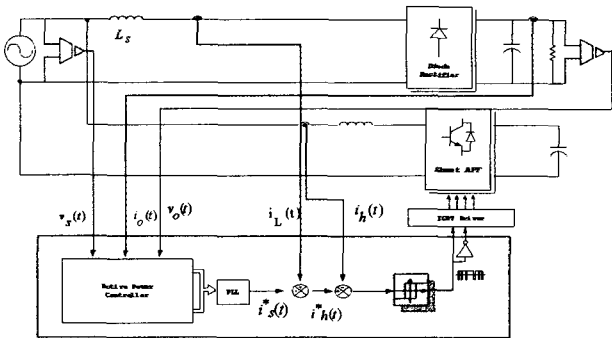 L_s
Diode
Rectifier
Shunt APF
v_s(t)
i_o(t)
v_o(t)
i_L(t)
i_h(t)
IGBT Driver
Active Power
Controller
PLL
i*_s(t)
i*_h(t)